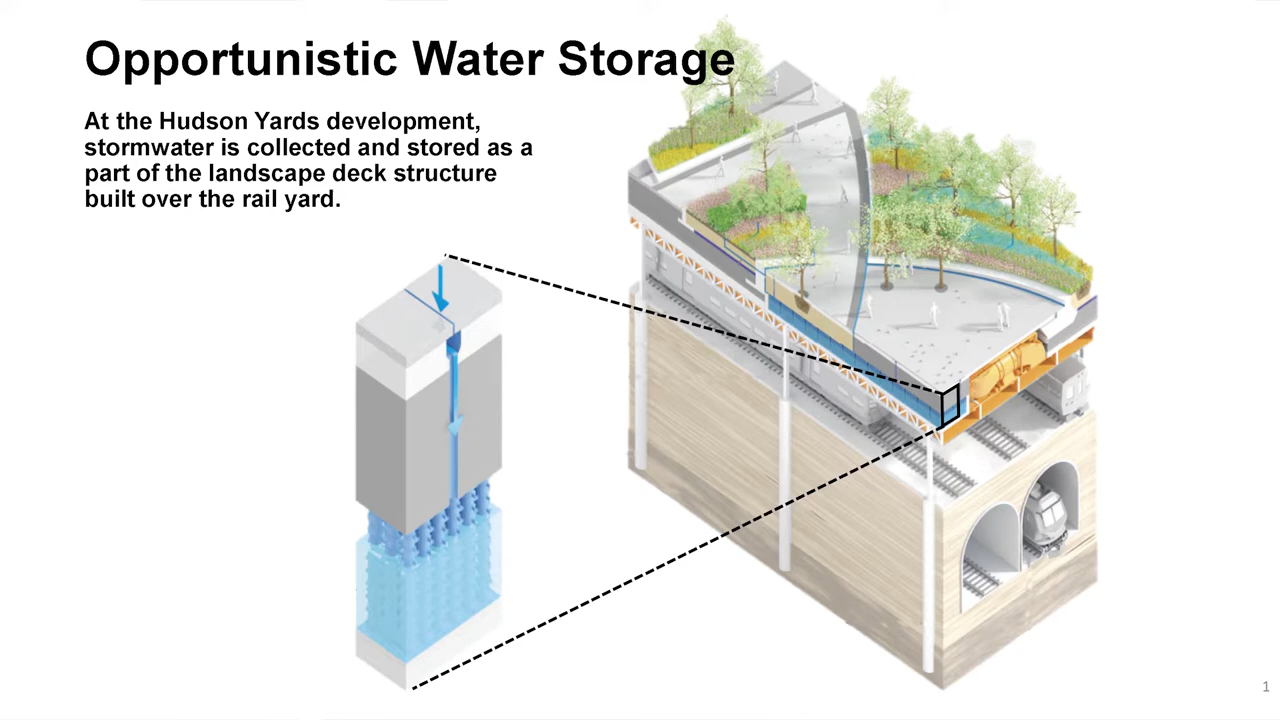 Opportunistic Water Storage
At the Hudson Yards development,
stormwater is collected and stored as a
part of the landscape deck structure
built over the rail yard.
1